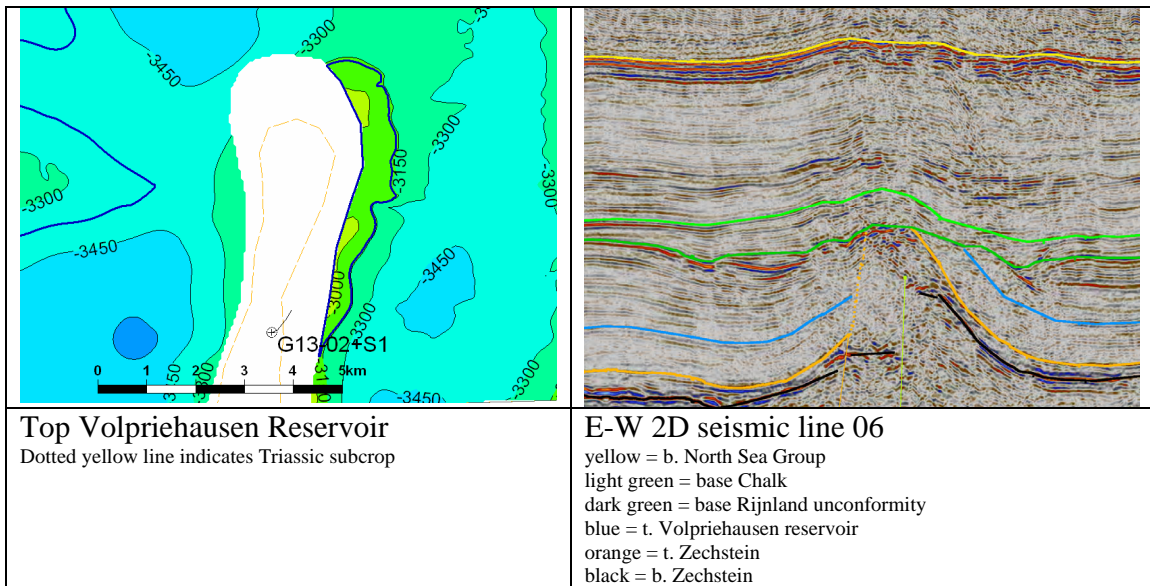 -3300
-3450
-3300
-3150
-3300
-3300
-3450
-3450
-3000
-3300
G13-02+S1
0 1 2 3 4 5km
-3300
-3300
Top Volpriehausen Reservoir
Dotted yellow line indicates Triassic subcrop
E-W 2D seismic line 06
yellow = b. North Sea Group
light green = base Chalk
dark green = base Rijnland unconformity
blue = t. Volpriehausen reservoir
orange = t. Zechstein
black = b. Zechstein